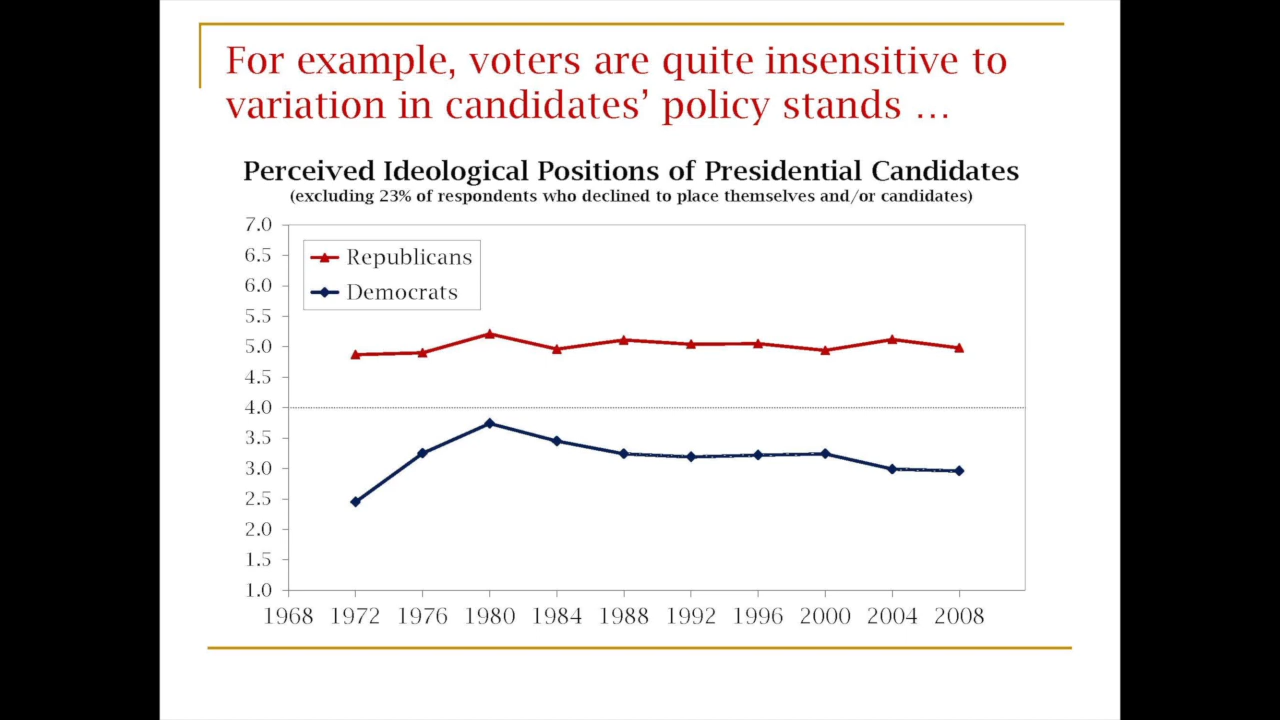 For example, voters are quite insensitive to
variation in candidates’ policy stands …
Perceived Ideological Positions of Presidential Candidates
(excluding 23% of respondents who declined to place themselves and/or candidates)
7.0
6.5
6.0
5.5
5.0
4.5
4.0
3.5
3.0
2.5
2.0
1.5
1.0
Republicans
Democrats
1968 1972 1976 1980 1984 1988 1992 1996 2000 2004 2008